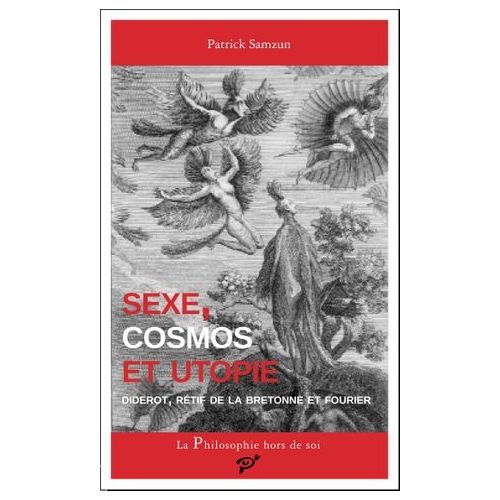 Patrick Samzun
SEXE,
COSMOS
ET UTOPIE
DIDEROT, RÉTIF DE LA BRETONNE ET FOURIER
La Philosophie hors de soi